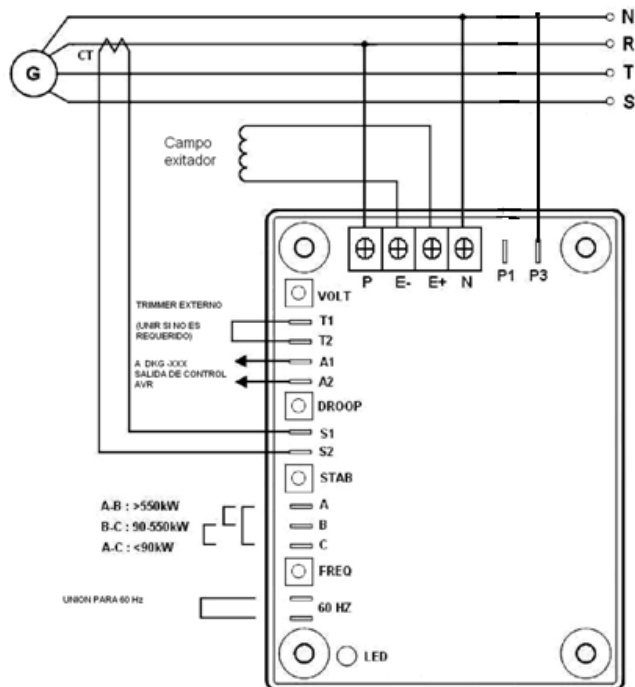 N
R
T
S
G
CT
Campo
exitador
P
E-
E+
N
P1
P3
VOLT
TRIMMER EXTERNO
(UNIR SI NO ES
REQUERIDO)
T1
T2
A DKG -XXX
SALIDA DE CONTROL
AVR
A1
A2
DROOP
S1
S2
STAB
A-B : >550kW
B-C : 90-550kW
A-C : <90kW
A
B
C
FREQ
UNION PARA 60 Hz
60 HZ
LED